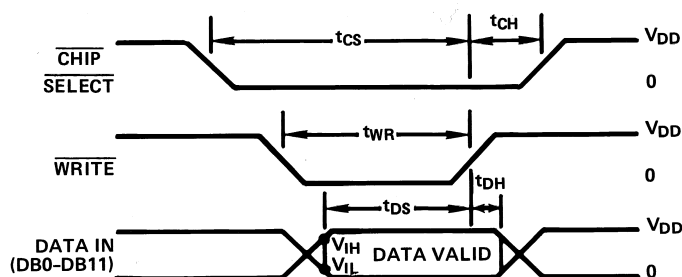 tCS
tCH
VDD
CHIP
SELECT
0
tWR
VDD
WRITE
0
tDH
tDS
VDD
DATA IN
(DB0–DB11)
VIH
DATA VALID
VIL
0